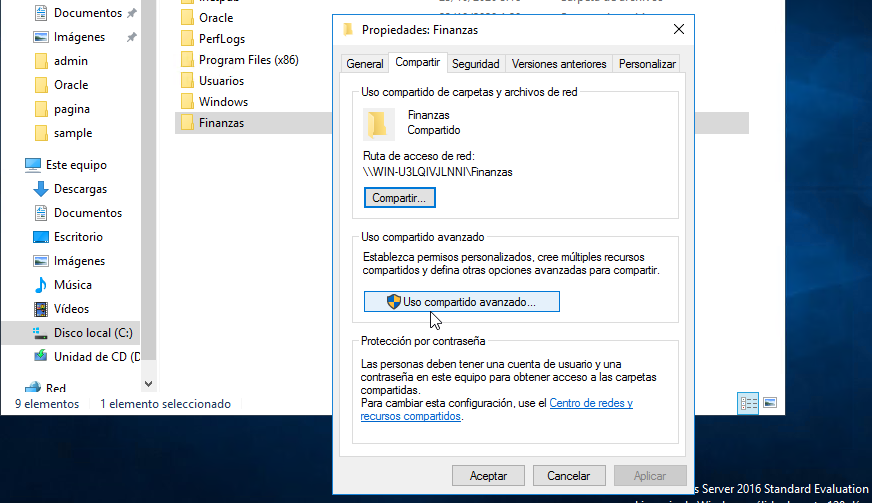 Documentos
Imágenes
admin
Oracle
pagina
sample
Este equipo
Descargas
Documentos
Escritorio
Imágenes
Música
Vídeos
Disco local (C:)
Unidad de CD (D
Red
Oracle
PerfLogs
Program Files (x86)
Usuarios
Windows
Finanzas
9 elementos
1 elemento seleccionado
Propiedades: Finanzas
General Compartir Seguridad Versiones anteriores Personalizar
Uso compartido de carpetas y archivos de red
Finanzas
Compartido
Ruta de acceso de red:
\\WIN-U3LQIVJLNNI\Finanzas
Compartir...
Uso compartido avanzado
Establezca permisos personalizados, cree múltiples recursos
compartidos y defina otras opciones avanzadas para compartir.
Uso compartido avanzado...
Protección por contraseña
Las personas deben tener una cuenta de usuario y una
contraseña en este equipo para obtener acceso a las carpetas
compartidas.
Para cambiar esta configuración, use el Centro de redes y
recursos compartidos.
Aceptar Cancelar Aplicar
s Server 2016 Standard Evaluation